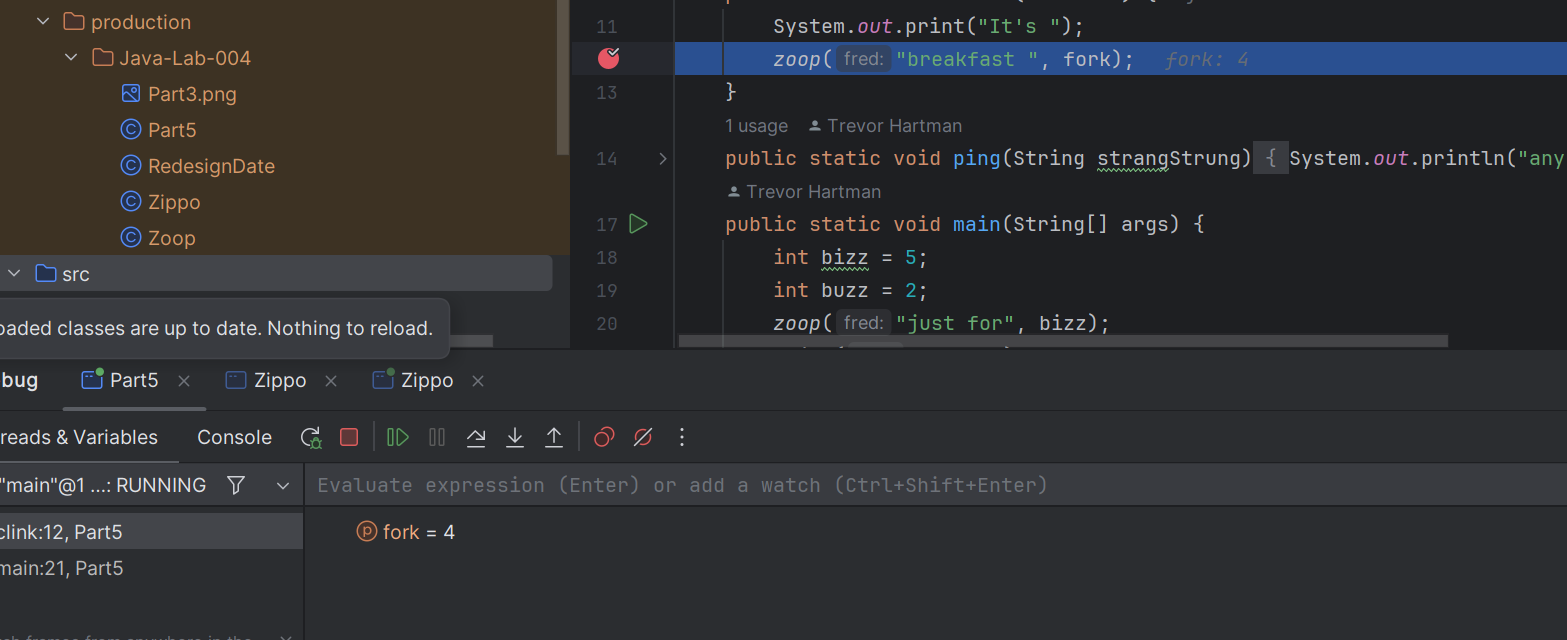 production
Java-Lab-004
Part3.png
Part5
RedesignDate
Zippo
Zoop
src
oaded classes are up to date. Nothing to reload.
11 System.out.print("It's ");
zoop( fred: "breakfast ", fork); fork: 4
13 }
1 usage Trevor Hartman
14 public static void ping(String strangStrung) { System.out.println("any
Trevor Hartman
17 public static void main(String[] args) {
18 int bizz = 5;
19 int buzz = 2;
20 zoop( fred: "just for", bizz);
bug Part5 Zippo Zippo
reads & Variables Console
"main"@1 ...: RUNNING Evaluate expression (Enter) or add a watch (Ctrl+Shift+Enter)
clink:12, Part5 p fork = 4
main:21, Part5